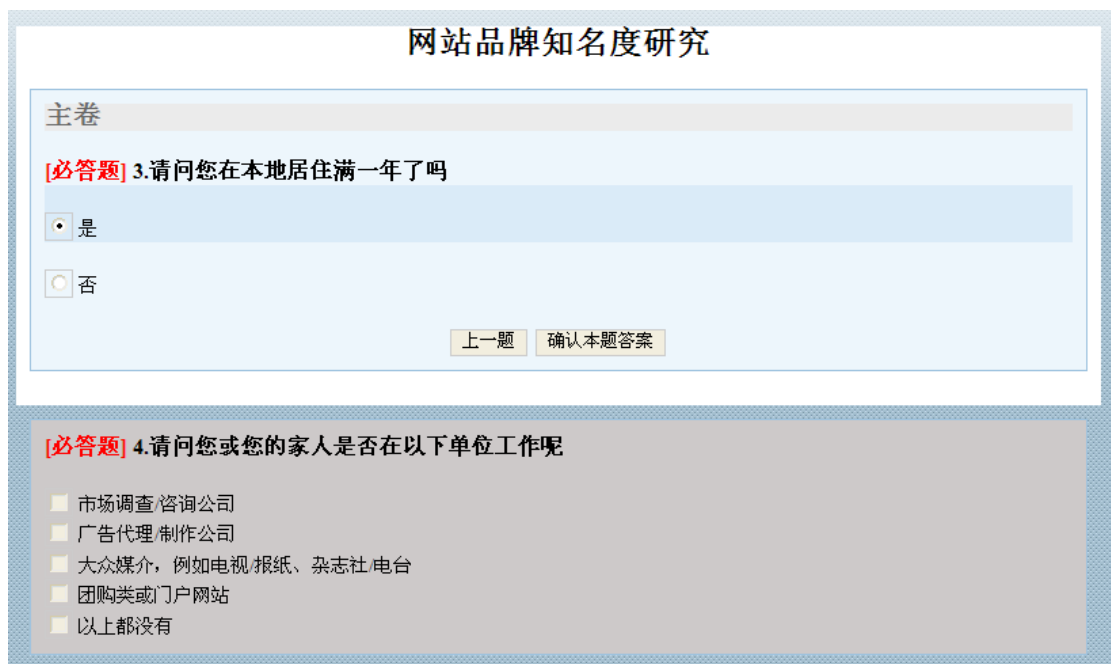 网站品牌知名度研究
主卷
[必答题] 3.请问您在本地居住满一年了吗
是
否
上一题 确认本题答案
[必答题] 4.请问您或您的家人是否在以下单位工作呢
市场调查/咨询公司
广告代理/制作公司
大众媒介，例如电视/报纸、杂志社/电台
团购类或门户网站
以上都没有